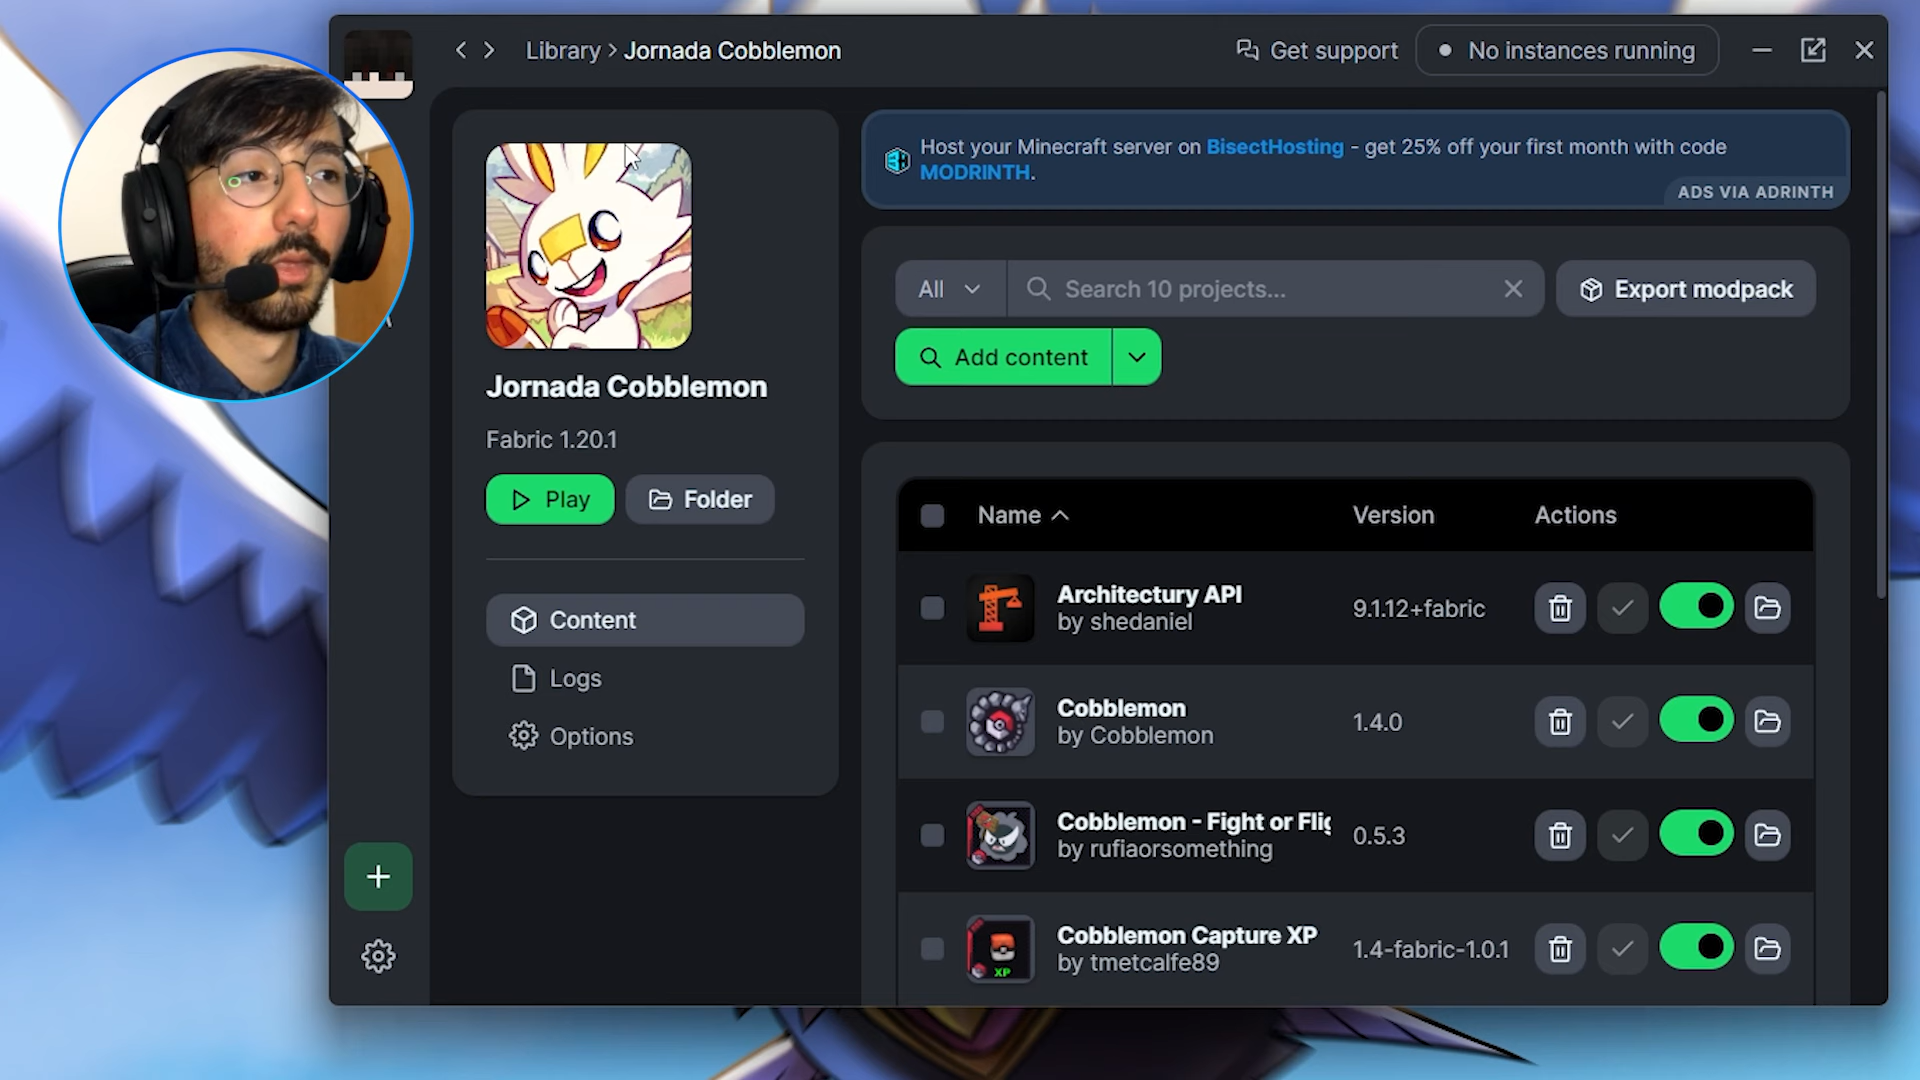 Library > Jornada Cobblemon
Get support
No instances running
Host your Minecraft server on BisectHosting - get 25% off your first month with code
MODRINTH.
ADS VIA ADRINTH
All
Search 10 projects...
Export modpack
Add content
Jornada Cobblemon
Fabric 1.20.1
Play
Folder
Content
Logs
Options
Name
Version
Actions
Architectury API
by shedaniel
9.1.12+fabric
Cobblemon
by Cobblemon
1.4.0
Cobblemon - Fight or Flig
by rufiaorsomething
0.5.3
XP
Cobblemon Capture XP
by tmetcalfe89
1.4-fabric-1.0.1